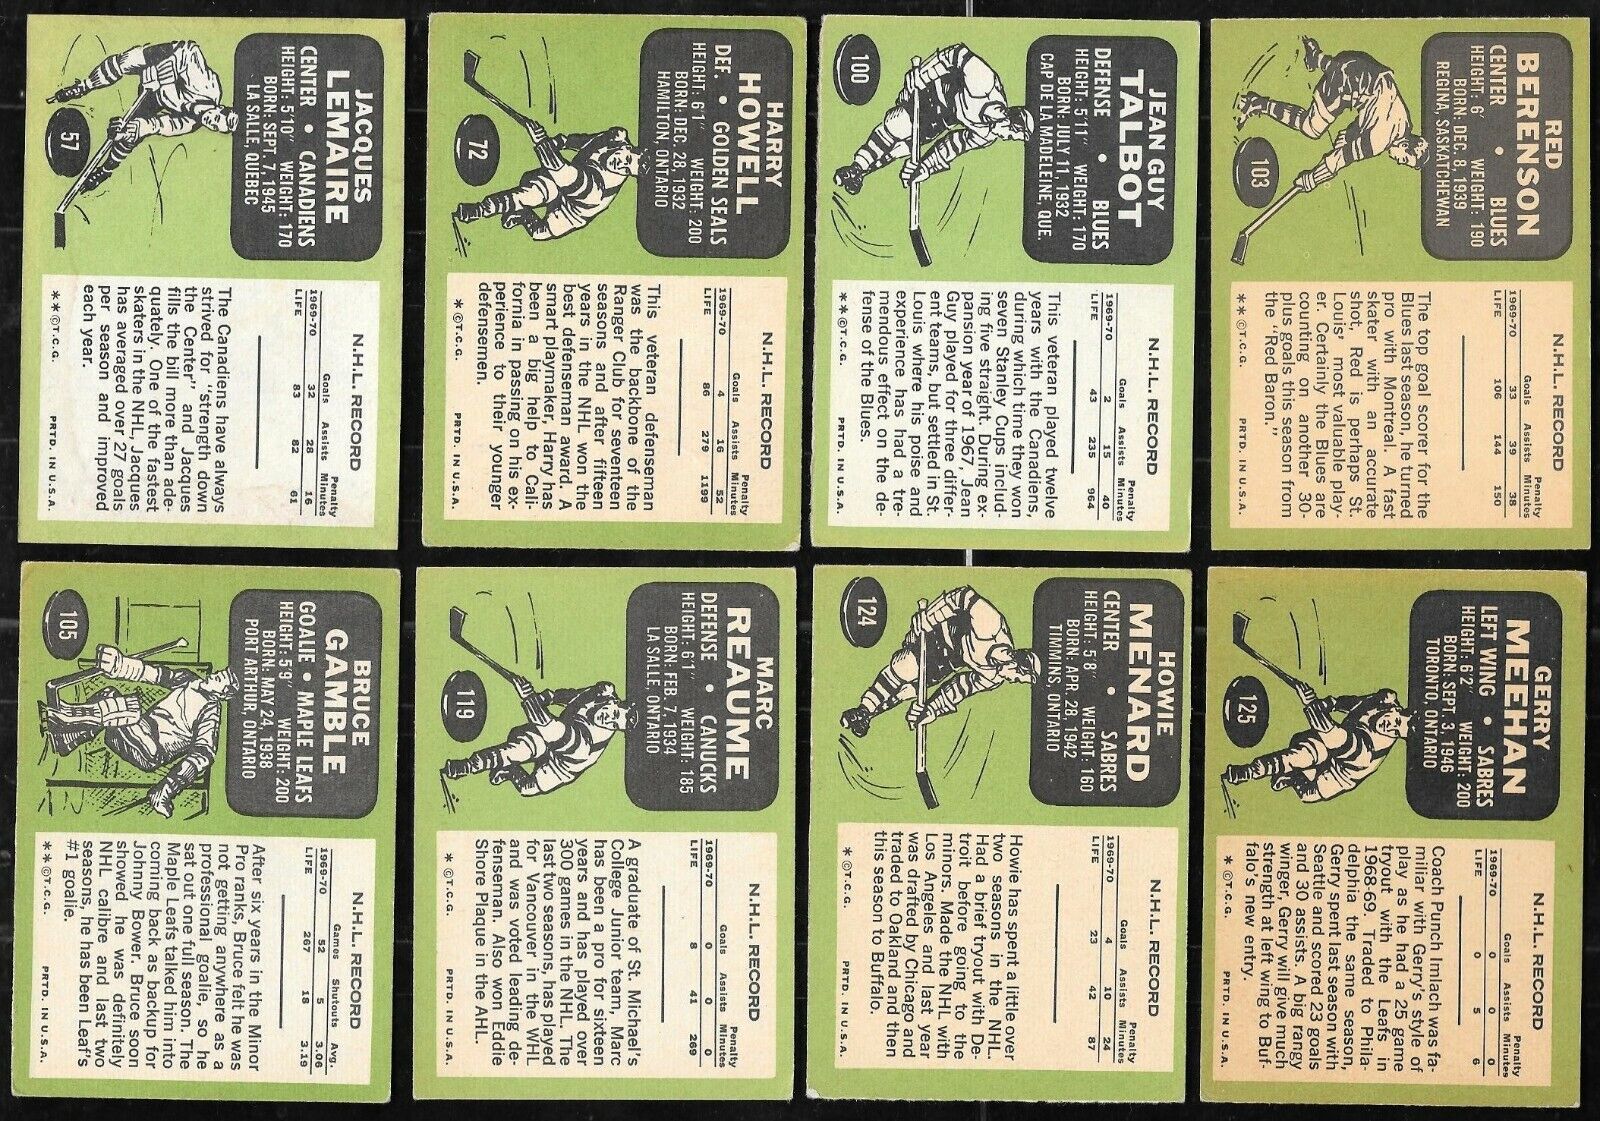 JACQUES
LEMAIRE
CENTER • CANADIENS
HEIGHT: 5'10" WEIGHT: 170
BORN: SEPT. 7, 1945
LA SALLE, QUEBEC
57
N.H.L. RECORD
Goals Assists Penalty Minutes
1969-70 32 28 16
LIFE 83 82 61
The Canadiens have always
strived for "strength down
the Center" and Jacques
fills the bill more than ade-
quately. One of the fastest
skaters in the NHL, Jacques
has averaged over 27 goals
per season and improved
each year.
**©T.C.G. PRTD. IN U.S.A.
HARRY
HOWELL
DEF. • GOLDEN SEALS
HEIGHT: 6'1" WEIGHT: 200
BORN: DEC. 28, 1932
HAMILTON, ONTARIO
72
N.H.L. RECORD
Goals Assists Penalty Minutes
1969-70 4 16 52
LIFE 86 279 1199
This veteran defenseman
was the backbone of the
Ranger Club for seventeen
seasons and after fifteen
years in the NHL won the
best defenseman award. A
smart playmaker, Harry has
been a big help to Cali-
fornia in passing on his ex-
perience to their younger
defensemen.
*©T.C.G. PRTD. IN U.S.A.
JEAN GUY
TALBOT
DEFENSE • BLUES
HEIGHT: 5'11" WEIGHT: 170
BORN: JULY 11, 1932
CAP DE LA MADELEINE, QUE.
100
N.H.L. RECORD
Goals Assists Penalty Minutes
1969-70 2 15 40
LIFE 43 235 964
This veteran played twelve
years with the Canadiens,
during which time they won
seven Stanley Cups includ-
ing five straight. During ex-
pansion year of 1967, Jean
Guy played for three differ-
ent teams, but settled in St.
Louis where his poise and
experience has had a tre-
mendous effect on the de-
fense of the Blues.
**©T.C.G. PRTD. IN U.S.A.
RED
BERENSON
CENTER • BLUES
HEIGHT: 6' WEIGHT: 190
BORN: DEC. 8, 1939
REGINA, SASKATCHEWAN
103
N.H.L. RECORD
Goals Assists Penalty Minutes
1969-70 33 39 38
LIFE 106 144 150
The top goal scorer for the
Blues last season, he turned
pro with Montreal. A fast
skater with an accurate
shot, Red is perhaps St.
Louis' most valuable play-
er. Certainly the Blues are
counting on another 30-
plus goals this season from
the "Red Baron."
**©T.C.G. PRTD. IN U.S.A.
BRUCE
GAMBLE
GOALIE • MAPLE LEAFS
HEIGHT: 5'9" WEIGHT: 200
BORN: MAY 24, 1938
PORT ARTHUR, ONTARIO
105
N.H.L. RECORD
Games Shutouts Avg.
1969-70 52 5 3.06
LIFE 267 18 3.19
After six years in the Minor
Pro ranks, Bruce felt he was
not getting anywhere as a
professional goalie, so he
sat out one full season. The
Maple Leafs talked him into
coming back as backup for
Johnny Bower. Bruce soon
showed he was definitely
NHL calibre and last two
seasons, he has been Leaf's
#1 goalie.
**©T.C.G. PRTD. IN U.S.A.
MARC
REAUME
DEFENSE • CANUCKS
HEIGHT: 6'1" WEIGHT: 185
BORN: FEB. 7, 1934
LA SALLE, ONTARIO
119
N.H.L. RECORD
Goals Assists Penalty Minutes
1969-70 0 0 0
LIFE 8 41 269
A graduate of St. Michael's
College Junior team, Marc
has been a pro for sixteen
years and has played over
300 games in the NHL. The
last two seasons, has played
for Vancouver in the WHL
and was voted leading de-
fenseman. Also won Eddie
Shore Plaque in the AHL.
*©T.C.G. PRTD. IN U.S.A.
HOWIE
MENARD
CENTER • SABRES
HEIGHT: 5'8" WEIGHT: 160
BORN: APR. 28, 1942
TIMMINS, ONTARIO
124
N.H.L. RECORD
Goals Assists Penalty Minutes
1969-70 4 10 24
LIFE 23 42 87
Howie has spent a little over
two seasons in the NHL.
Had a brief tryout with De-
troit before going to the
minors. Made the NHL with
Los Angeles and last year
was drafted by Chicago and
traded to Oakland and then
this season to Buffalo.
*©T.C.G. PRTD. IN U.S.A.
GERRY
MEEHAN
LEFT WING • SABRES
HEIGHT: 6'2" WEIGHT: 200
BORN: SEPT. 3, 1946
TORONTO, ONTARIO
125
N.H.L. RECORD
Goals Assists Penalty Minutes
1969-70 0 0 0
LIFE 0 5 6
Coach Punch Imlach was fa-
miliar with Gerry's style of
play as he had a 25 game
tryout with the Leafs in
1968-69. Traded to Phila-
delphia the same season,
Gerry spent last season with
Seattle and scored 23 goals
and 30 assists. A big rangy
winger, Gerry will give much
strength at left wing to Buf-
falo's new entry.
*©T.C.G. PRTD. IN U.S.A.